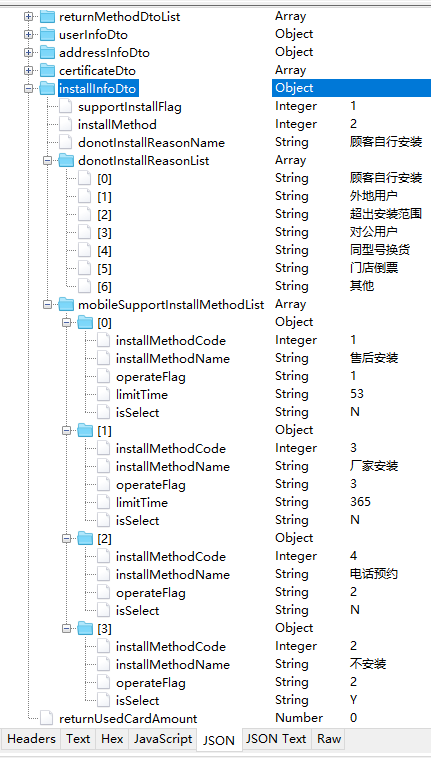 returnMethodDtoList Array
userInfoDto Object
addressInfoDto Object
certificateDto Array
installInfoDto Object
supportInstallFlag Integer 1
installMethod Integer 2
donotInstallReasonName String 顾客自行安装
donotInstallReasonList Array
[0] String 顾客自行安装
[1] String 外地用户
[2] String 超出安装范围
[3] String 对公用户
[4] String 同型号换货
[5] String 门店倒票
[6] String 其他
mobileSupportInstallMethodList Array
[0] Object
installMethodCode Integer 1
installMethodName String 售后安装
operateFlag String 1
limitTime String 53
isSelect String N
[1] Object
installMethodCode Integer 3
installMethodName String 厂家安装
operateFlag String 3
limitTime String 365
isSelect String N
[2] Object
installMethodCode Integer 4
installMethodName String 电话预约
operateFlag String 2
isSelect String N
[3] Object
installMethodCode Integer 2
installMethodName String 不安装
operateFlag String 2
isSelect String Y
returnUsedCardAmount Number 0
Headers Text Hex JavaScript JSON JSON Text Raw